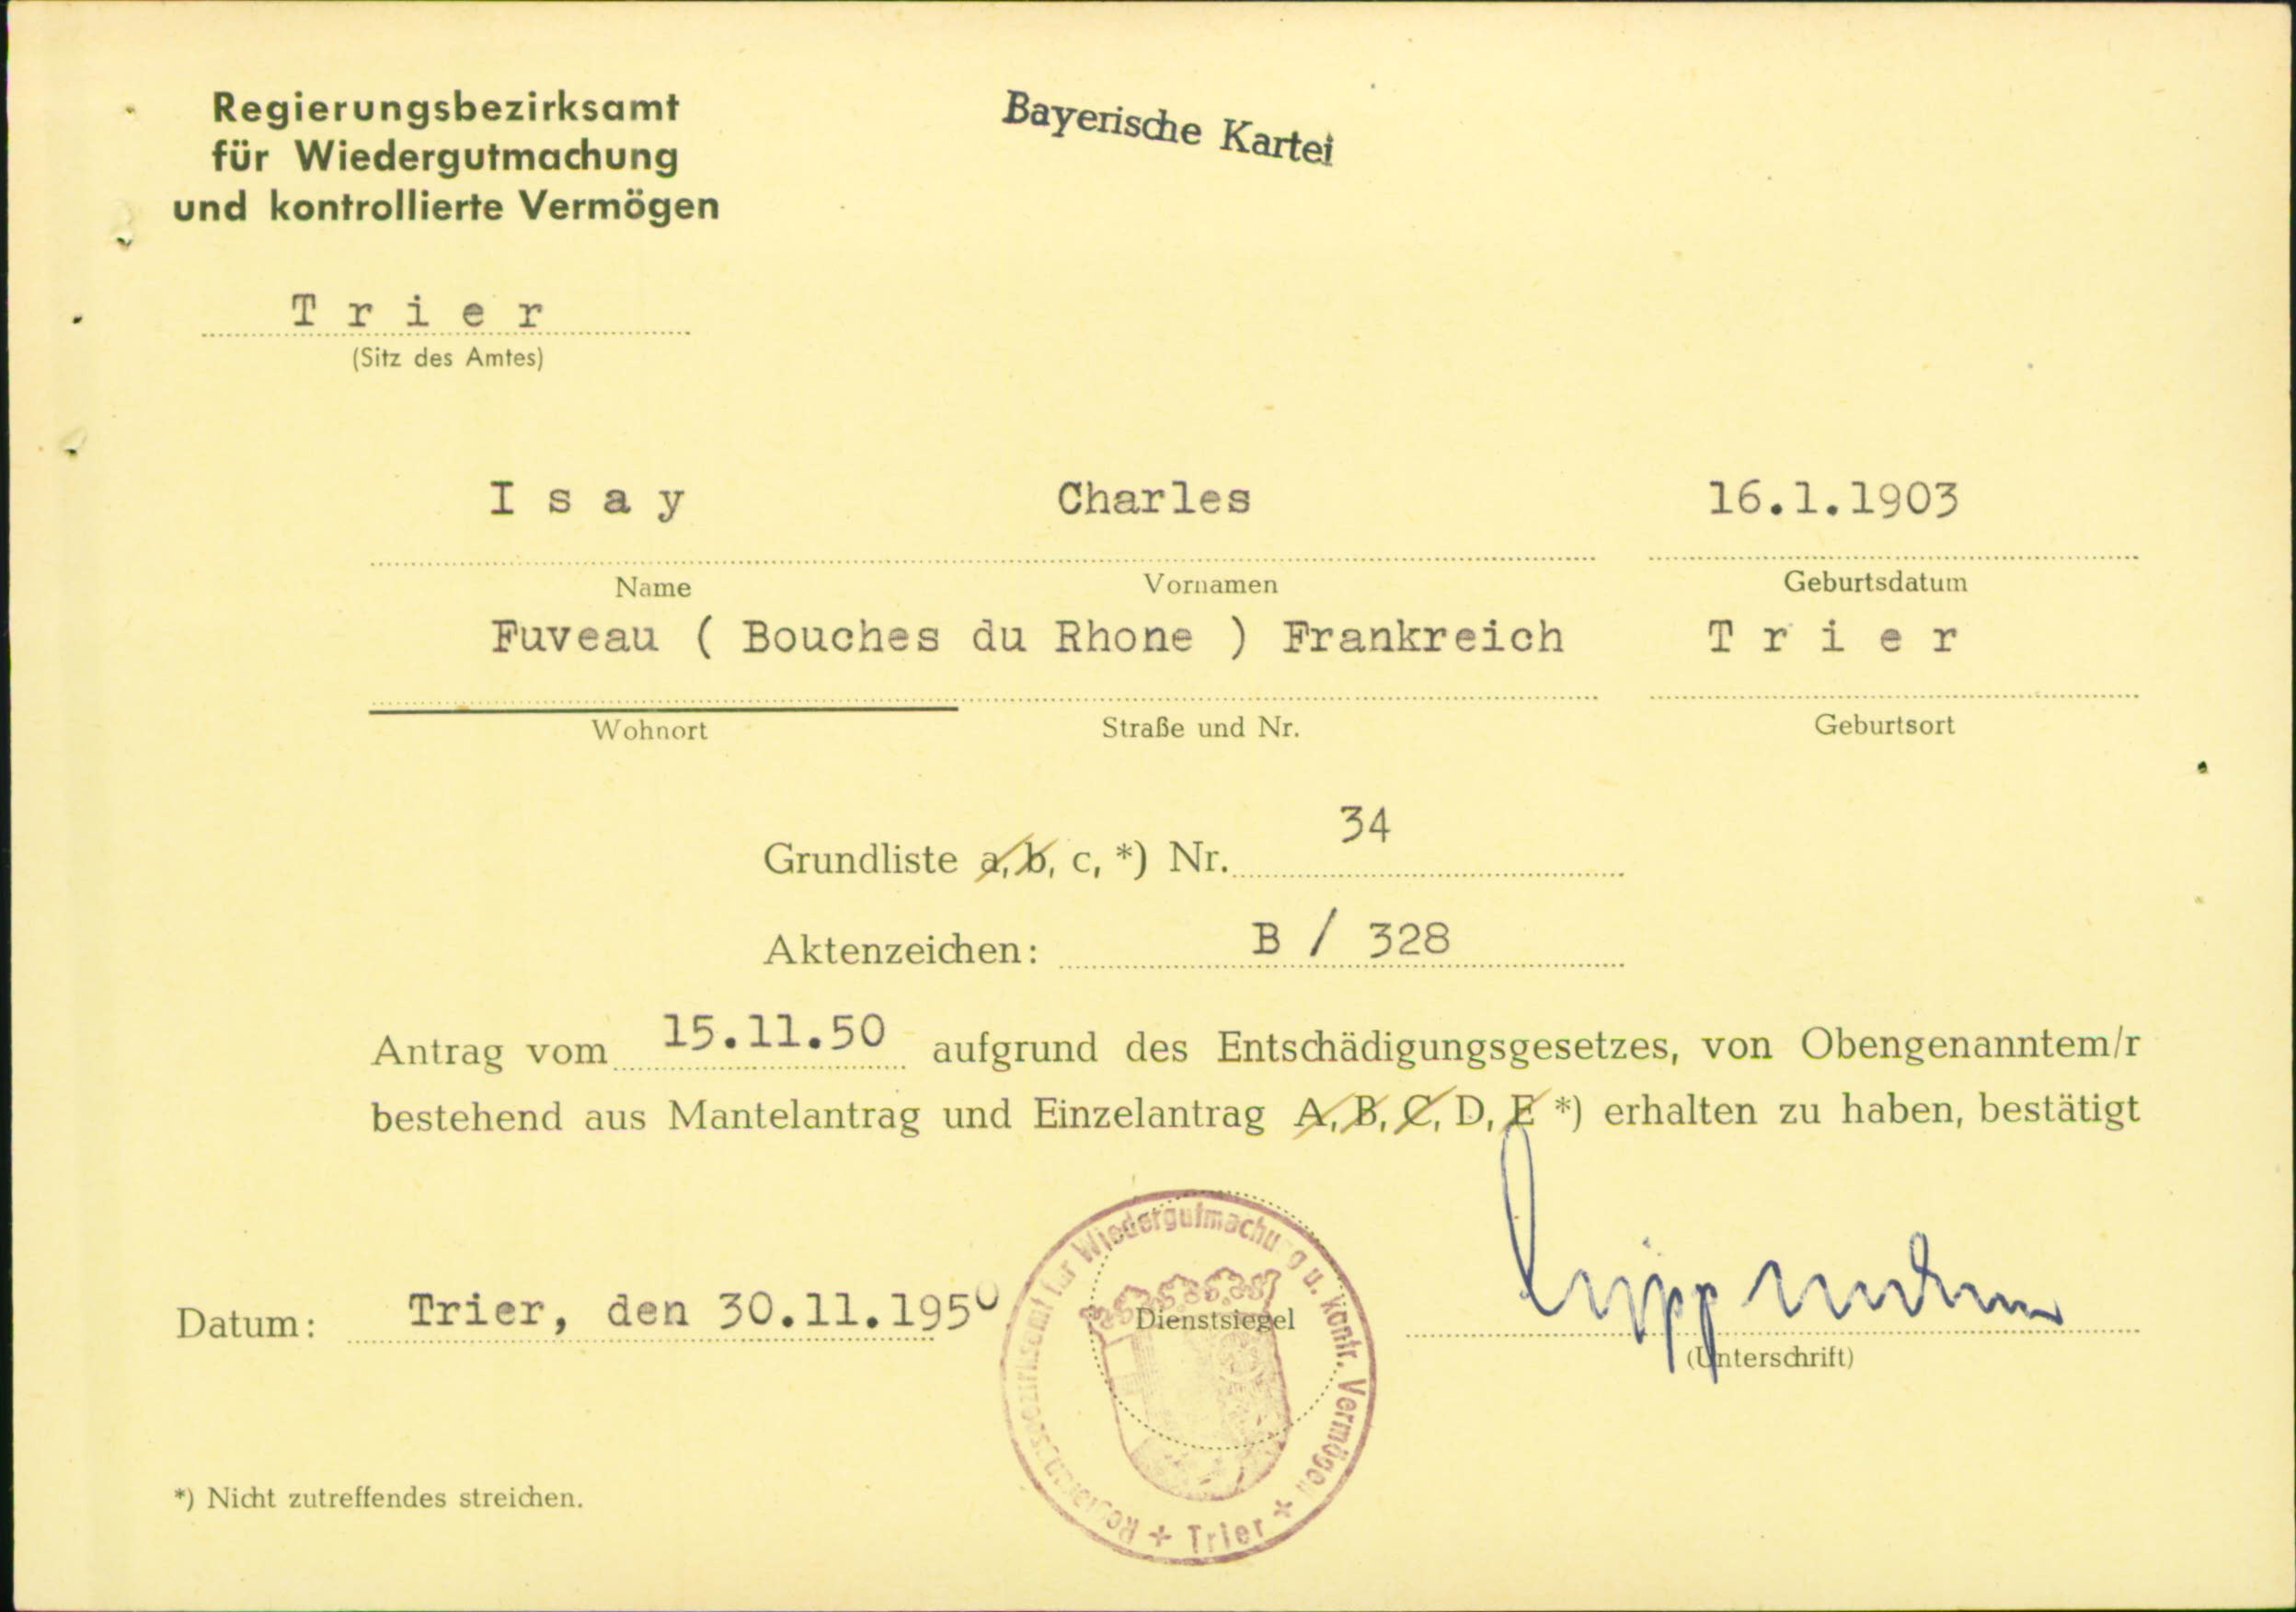 Regierungsbezirksamt
für Wiedergutmachung
und kontrollierte Vermögen
Bayerische Kartei
Trier
(Sitz des Amtes)
Isay Charles 16.1.1903
Name Vornamen Geburtsdatum
Fuveau ( Bouches du Rhone ) Frankreich Trier
Wohnort Straße und Nr. Geburtsort
34
Grundliste a, b, c, *) Nr.
Aktenzeichen: B / 328
Antrag vom 15.11.50 aufgrund des Entschädigungsgesetzes, von Obengenanntem/r
bestehend aus Mantelantrag und Einzelantrag A, B, C, D, E *) erhalten zu haben, bestätigt
Datum: Trier, den 30.11.1950
Dienstsiegel
Regierungsbezirksamt für Wiedergutmachung u. kontr. Vermögen
+ Trier +
(Unterschrift)
*) Nicht zutreffendes streichen.